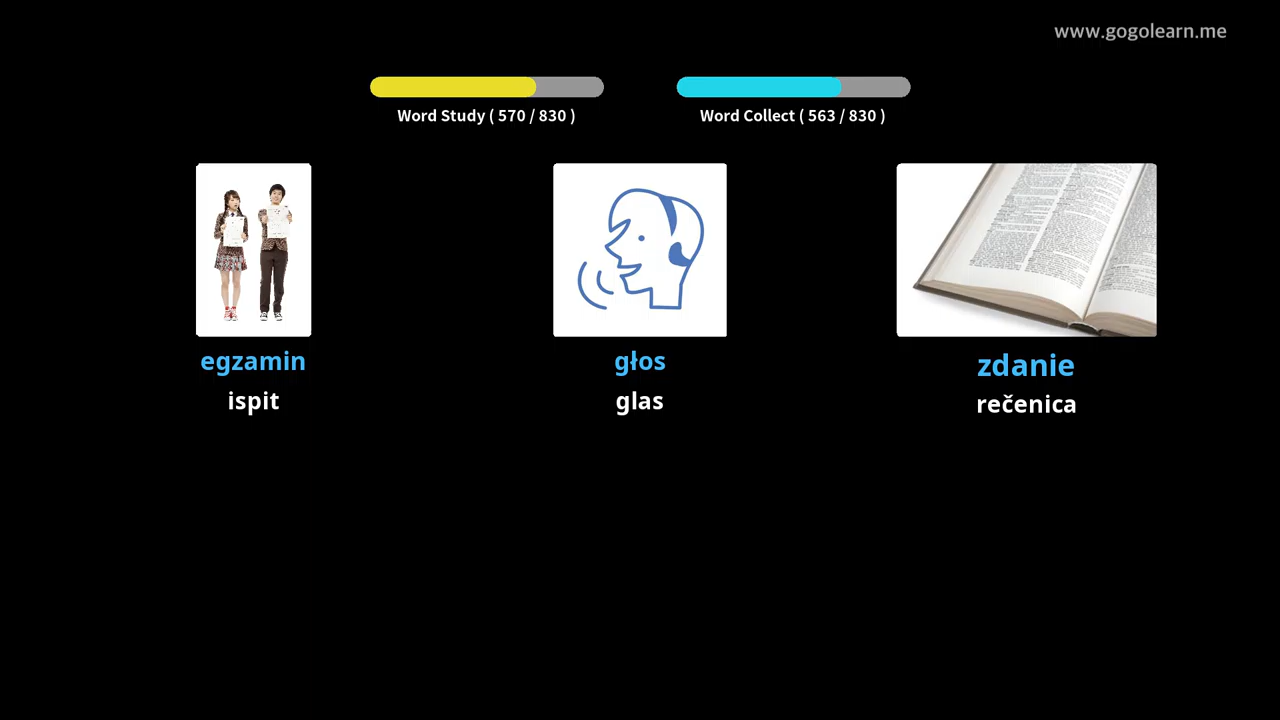 www.gogolearn.me
Word Study ( 570 / 830 )
Word Collect ( 563 / 830 )
egzamin
ispit
głos
glas
zdanie
rečenica